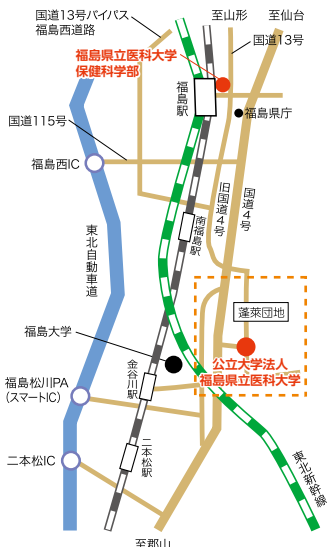 国道13号バイパス
福島西道路
至山形
至仙台
国道13号
福島県立医科大学
保健科学部
福島駅
福島県庁
国道115号
福島西IC
旧国道4号
国道4号
南福島駅
東北自動車道
蓬萊団地
福島大学
公立大学法人
福島県立医科大学
金谷川駅
福島松川PA
（スマートIC）
二本松駅
二本松IC
東北新幹線
至郡山